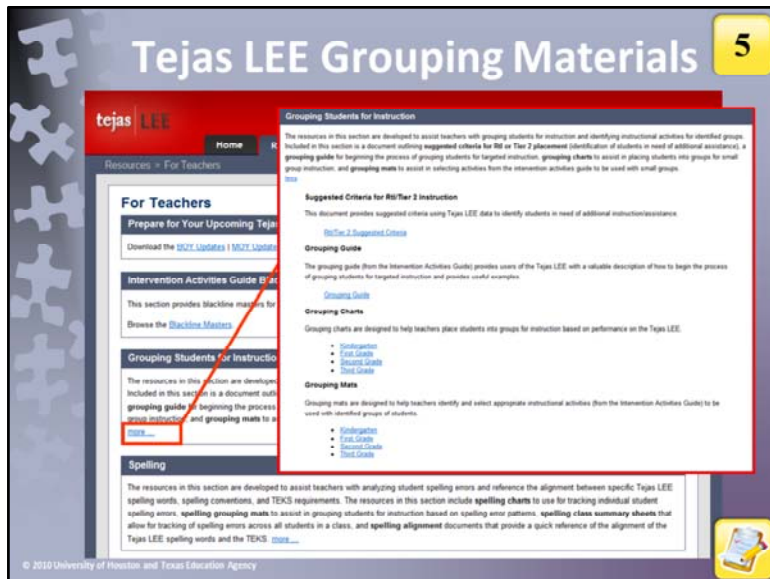 Tejas LEE Grouping Materials
5
tejas LEE
Home
R
Resources > For Teachers
For Teachers
Prepare for Your Upcoming Teja
Download the BOY Updates | MOY Update
Intervention Activities Guide Bla
This section provides blackline masters for
Browse the Blackline Masters.
Grouping Students for Instructio
The resources in this section are develope
Included in this section is a document outli
grouping guide for beginning the process
group instruction, and grouping mats to a
more ...
Spelling
The resources in this section are developed to assist teachers with analyzing student spelling errors and reference the alignment between specific Tejas LEE
spelling words, spelling conventions, and TEKS requirements. The resources in this section include spelling charts to use for tracking individual student
spelling errors, spelling grouping mats to assist in grouping students for instruction based on spelling error patterns, spelling class summary sheets that
allow for tracking of spelling errors across all students in a class, and spelling alignment documents that provide a quick reference of the alignment of the
Tejas LEE spelling words and the TEKS. more ...
Grouping Students for Instruction
The resources in this section are developed to assist teachers with grouping students for instruction and identifying instructional activities for identified groups.
Included in this section is a document outlining suggested criteria for RtI or Tier 2 placement (identification of students in need of additional assistance), a
grouping guide for beginning the process of grouping students for targeted instruction, grouping charts to assist in placing students into groups for small
group instruction, and grouping mats to assist in selecting activities from the intervention activities guide to be used with small groups.
less
Suggested Criteria for RtI/Tier 2 Instruction
This document provides suggested criteria using Tejas LEE data to identify students in need of additional instruction/assistance.
RtI/Tier 2 Suggested Criteria
Grouping Guide
The grouping guide (from the Intervention Activities Guide) provides users of the Tejas LEE with a valuable description of how to begin the process
of grouping students for targeted instruction and provides useful examples.
Grouping Guide
Grouping Charts
Grouping charts are designed to help teachers place students into groups for instruction based on performance on the Tejas LEE.
Kindergarten
First Grade
Second Grade
Third Grade
Grouping Mats
Grouping mats are designed to help teachers identify and select appropriate instructional activities (from the Intervention Activities Guide) to be
used with identified groups of students.
Kindergarten
First Grade
Second Grade
Third Grade
© 2010 University of Houston and Texas Education Agency